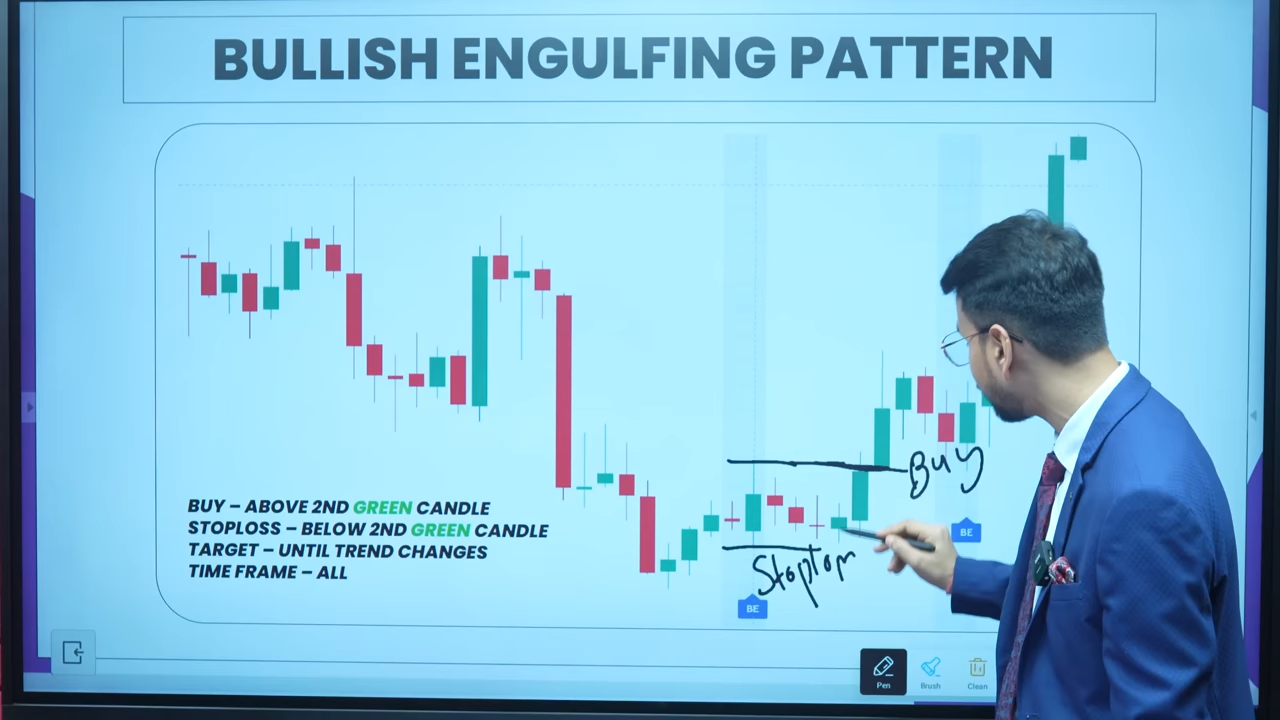 BULLISH ENGULFING PATTERN
Buy
BUY – ABOVE 2ND GREEN CANDLE
STOPLOSS – BELOW 2ND GREEN CANDLE
TARGET – UNTIL TREND CHANGES
TIME FRAME – ALL
BE
BE
Pen
Brush
Clean